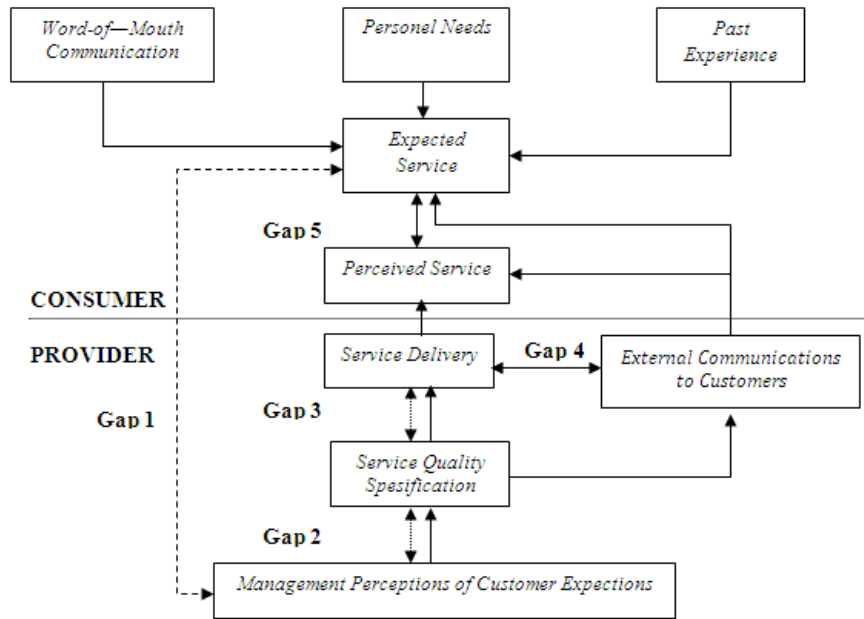 Word-of—Mouth
Communication
Personel Needs
Past
Experience
Expected
Service
Gap 5
Perceived Service
CONSUMER
PROVIDER
Service Delivery
Gap 4
External Communications
to Customers
Gap 1
Gap 3
Service Quality
Spesification
Gap 2
Management Perceptions of Customer Expections